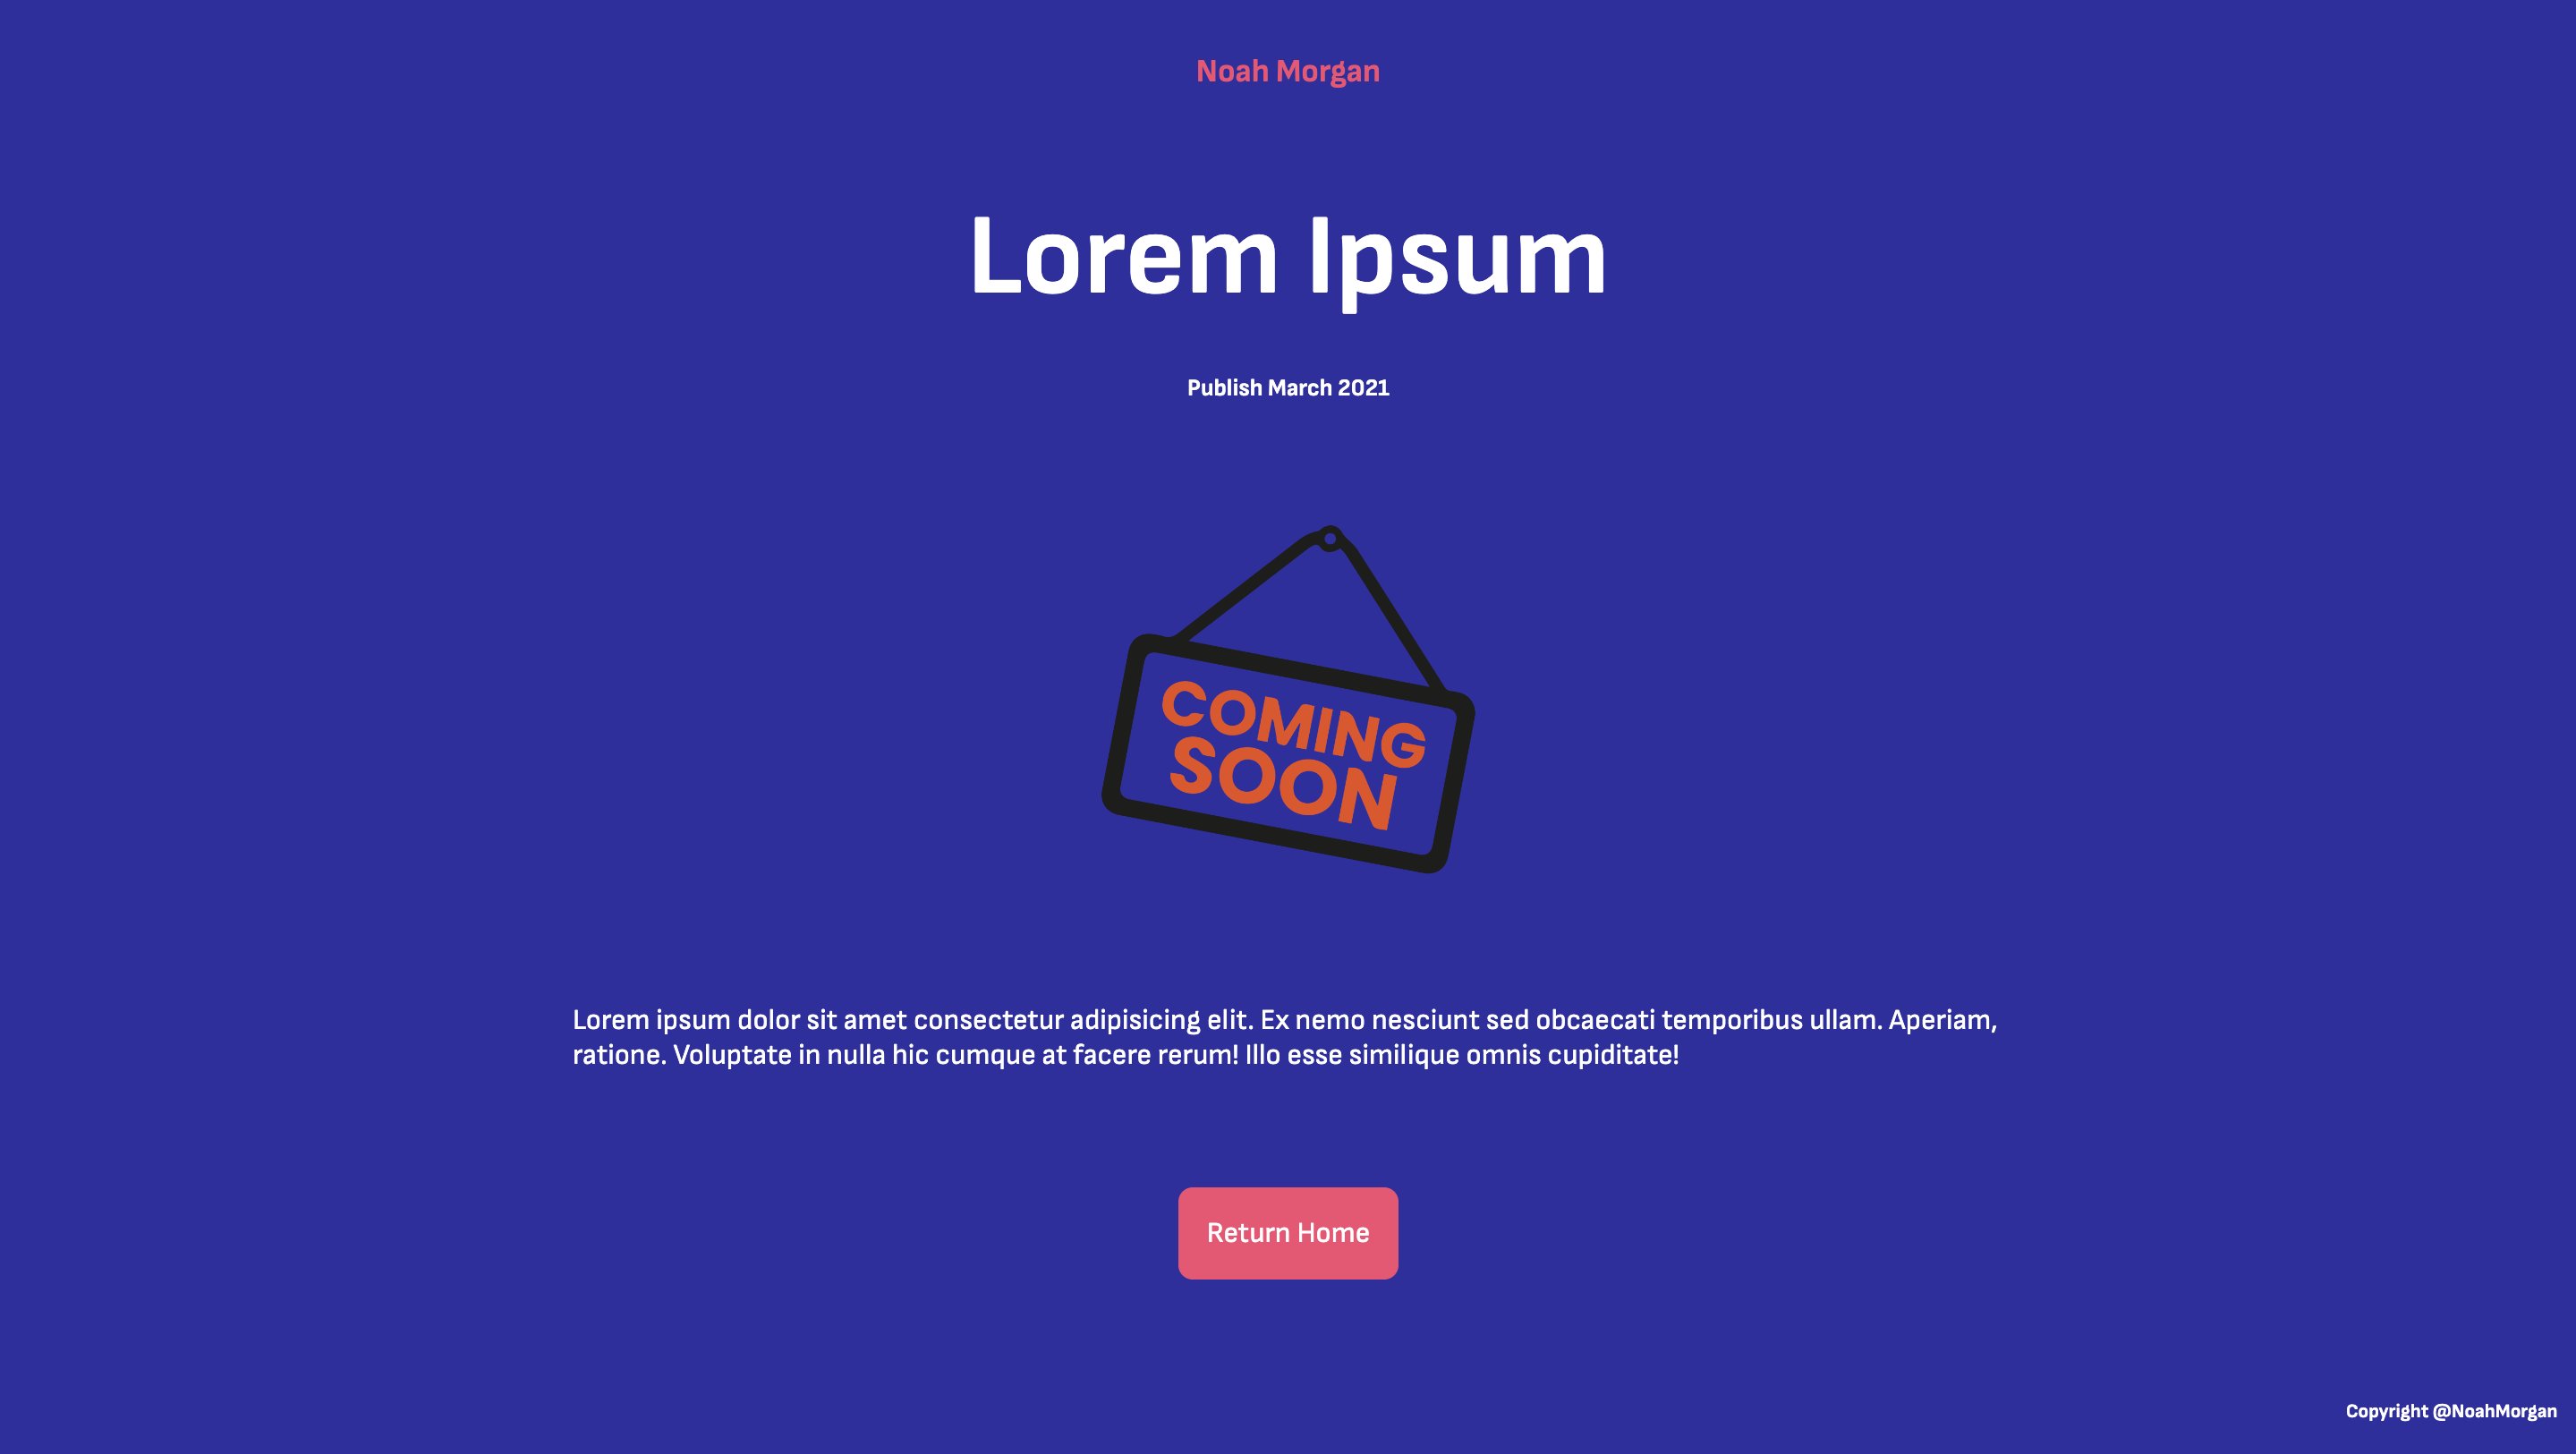 Noah Morgan
Lorem Ipsum
Publish March 2021
COMING
SOON
Lorem ipsum dolor sit amet consectetur adipisicing elit. Ex nemo nesciunt sed obcaecati temporibus ullam. Aperiam,
ratione. Voluptate in nulla hic cumque at facere rerum! Illo esse similique omnis cupiditate!
Return Home
Copyright @NoahMorgan